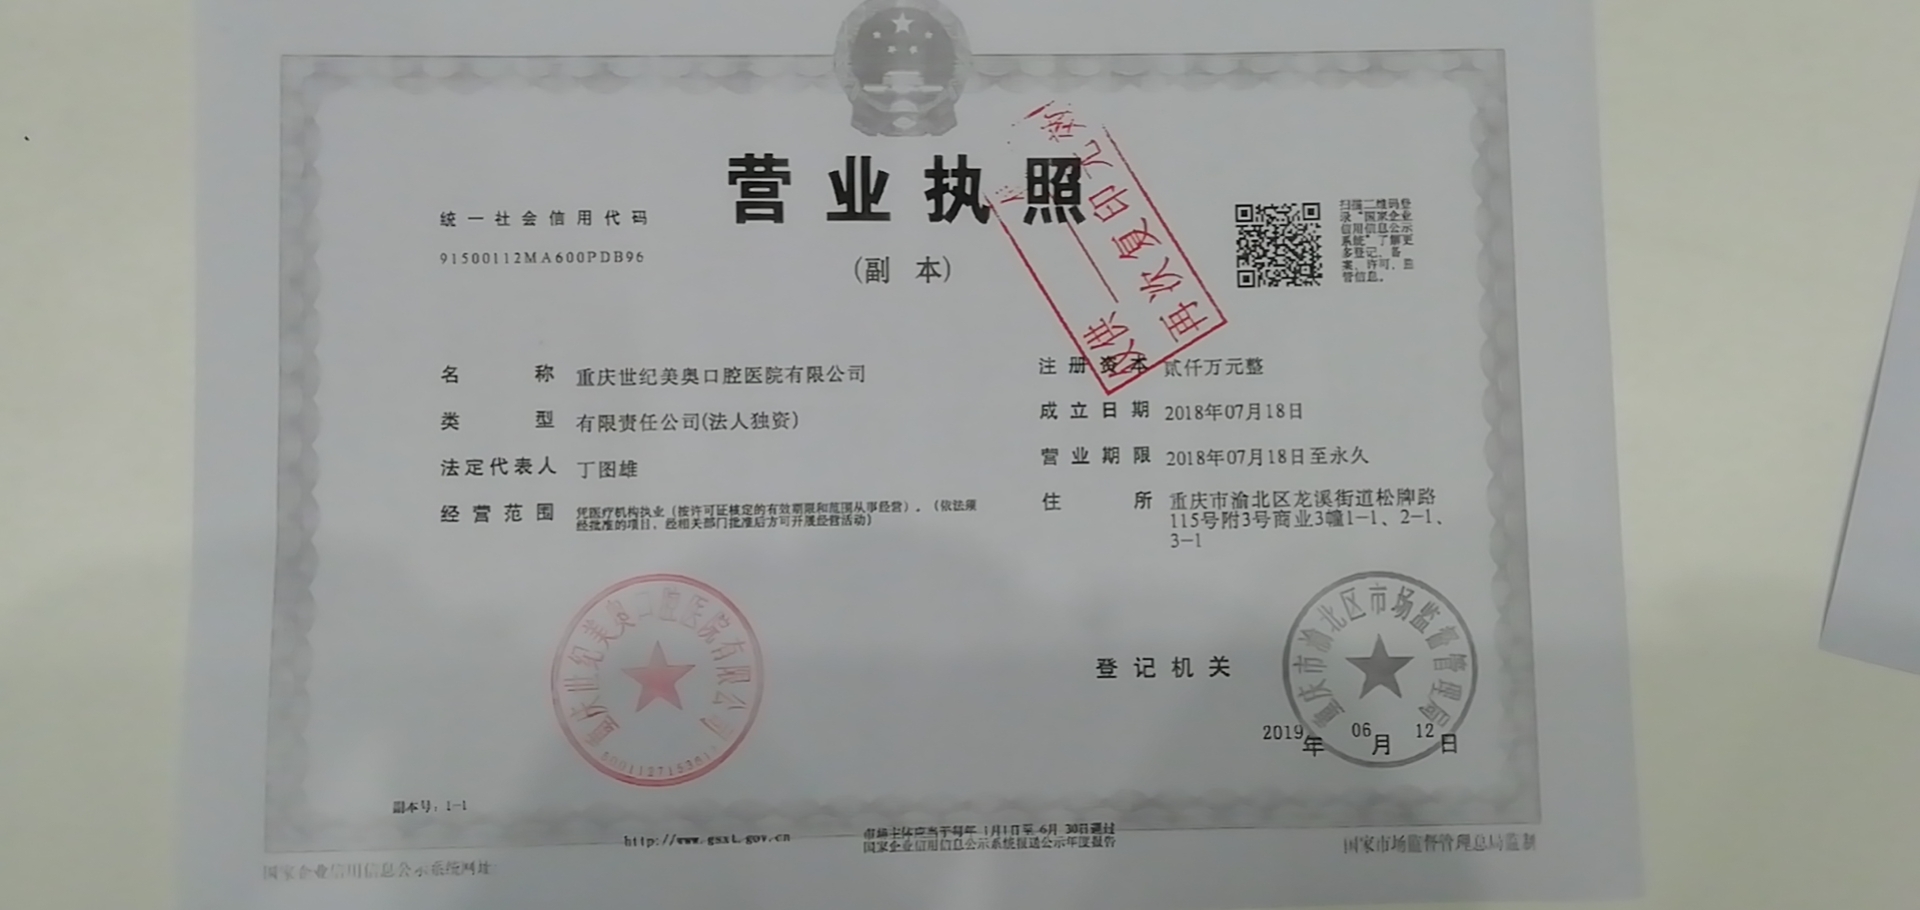 营业执照
(副 本)
统一社会信用代码
91500112MA600PDB96
扫描二维码登
录“国家企业
信用信息公示
系统”了解更
多登记、备
案、许可、监
管信息。
仅供
再次复印无效
名 称 重庆世纪美奥口腔医院有限公司
类 型 有限责任公司(法人独资)
法定代表人 丁图雄
经营范围 凭医疗机构执业（按许可证核定的有效期限和范围从事经营）。（依法须
经批准的项目，经相关部门批准后方可开展经营活动）
注册资本 贰仟万元整
成立日期 2018年07月18日
营业期限 2018年07月18日至永久
住 所 重庆市渝北区龙溪街道松牌路
115号附3号商业3幢1-1、2-1、
3-1
重庆世纪美奥口腔医院有限公司
登记机关
重庆市渝北区市场监督管理局
2019年 06月 12日
副本号：1-1
http://www.gsxt.gov.cn
市场主体应当于每年 1月1日至 6月 30日通过
国家企业信用信息公示系统报送公示年度报告
国家企业信用信息公示系统网址
国家市场监督管理总局监制